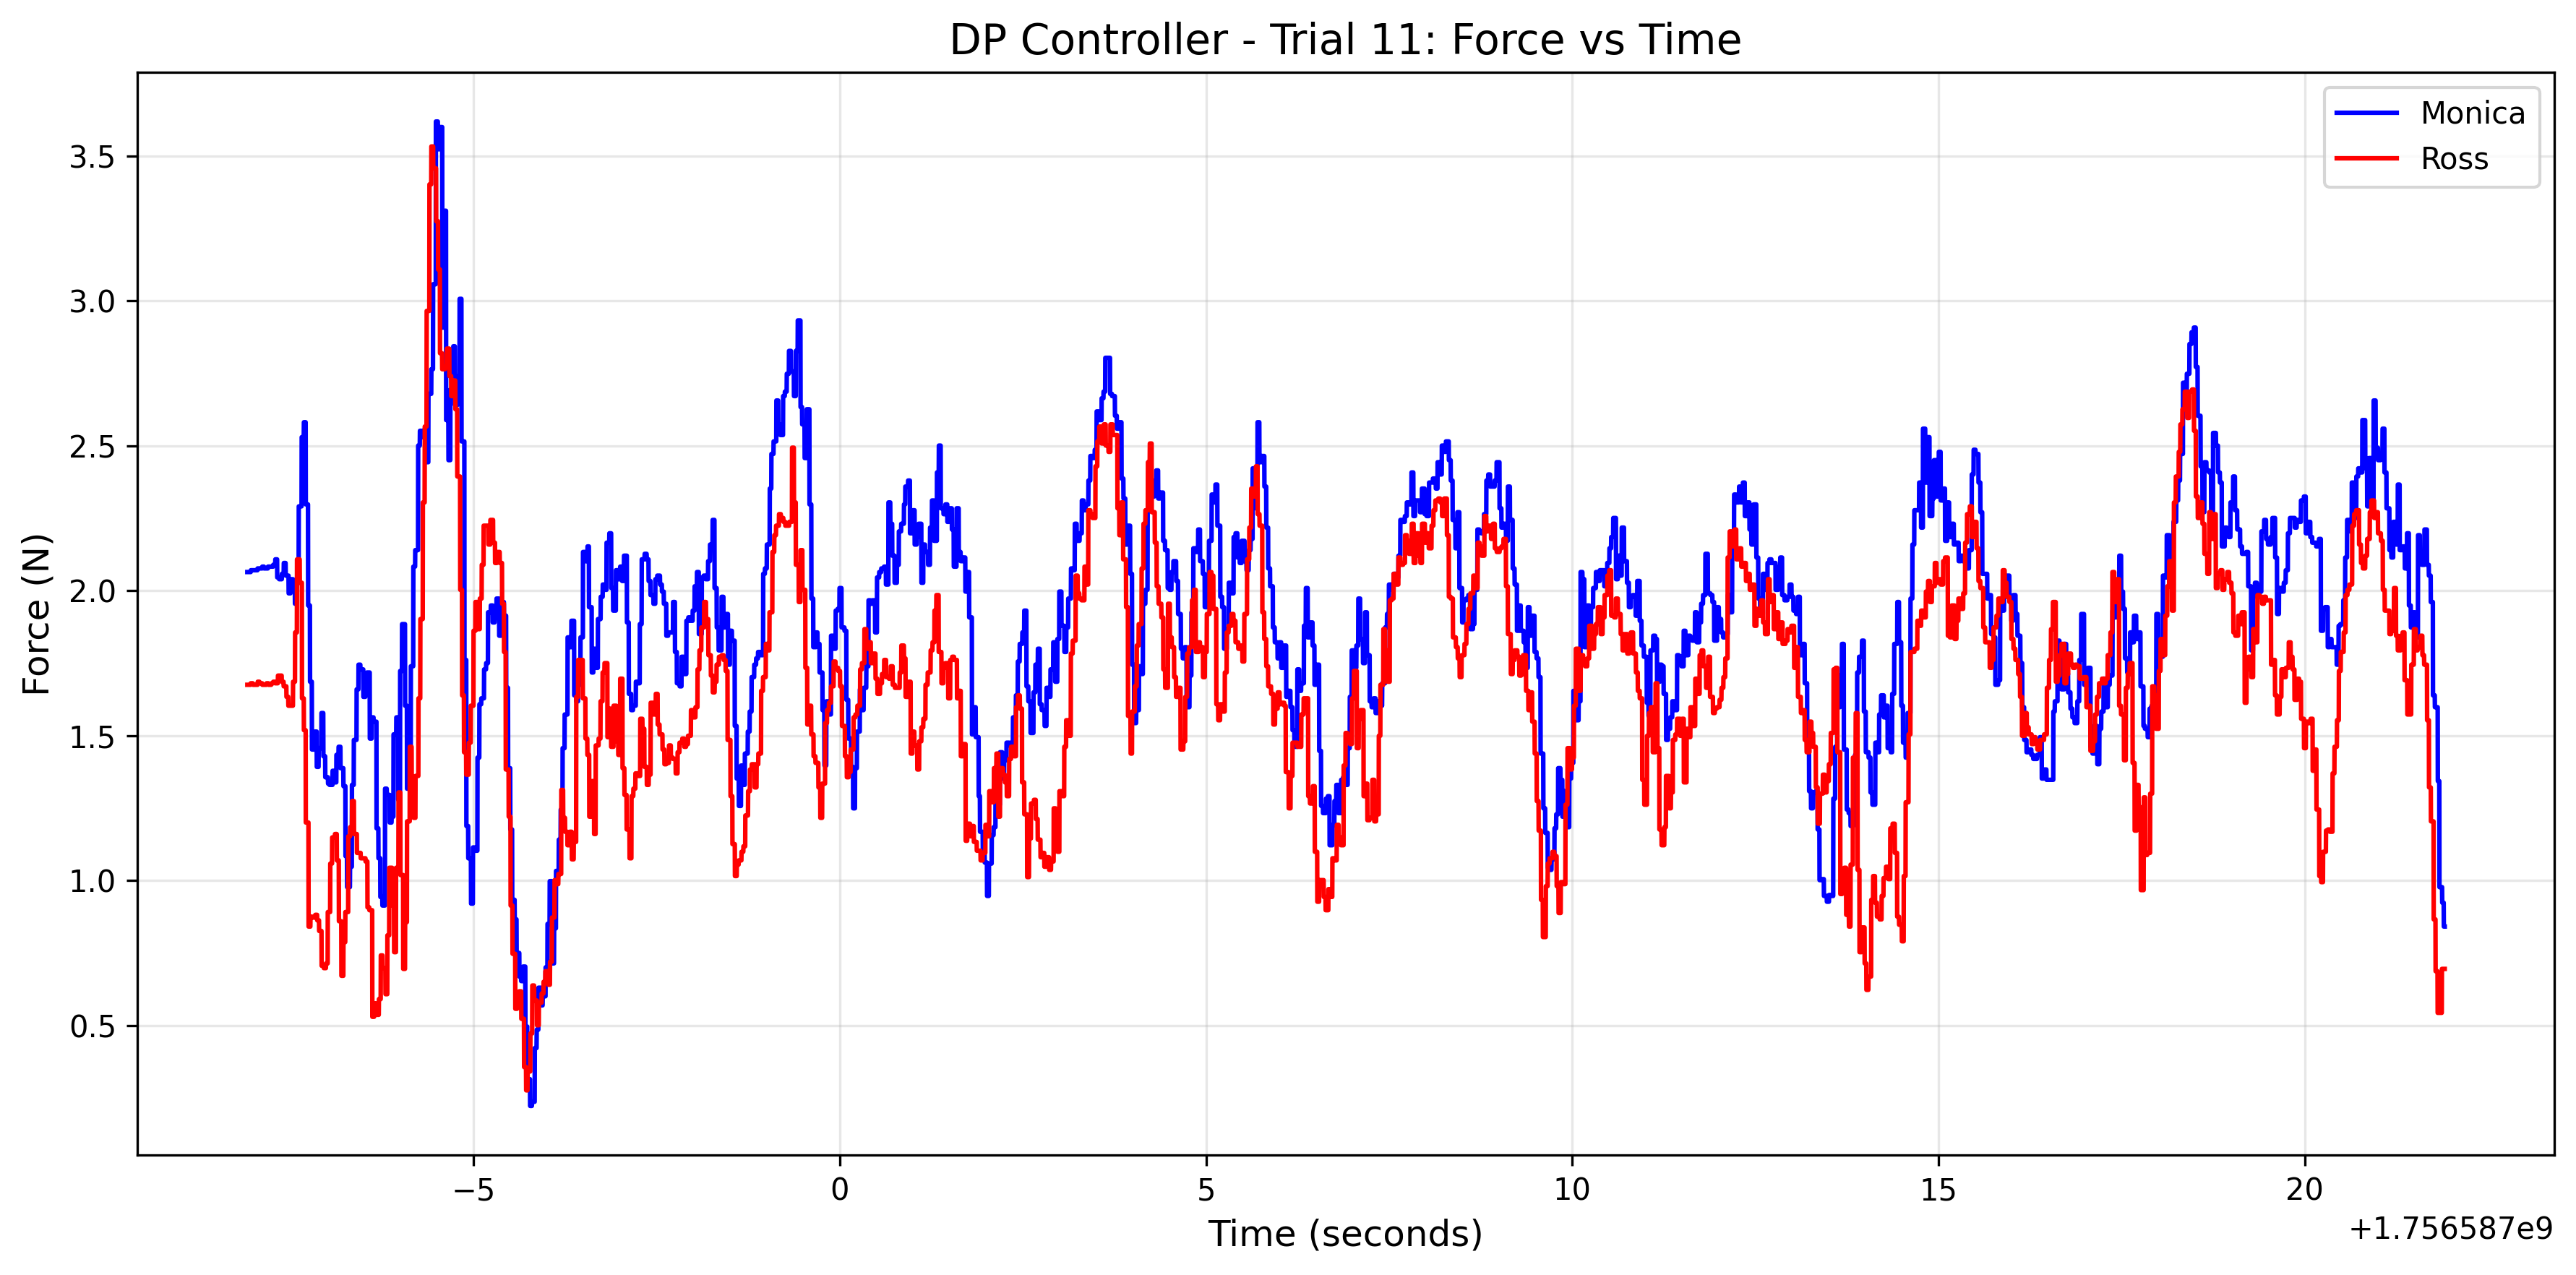 DP Controller - Trial 11: Force vs Time
Monica
Ross
Force (N)
3.5
3.0
2.5
2.0
1.5
1.0
0.5
−5
0
5
10
15
20
Time (seconds)
+1.756587e9